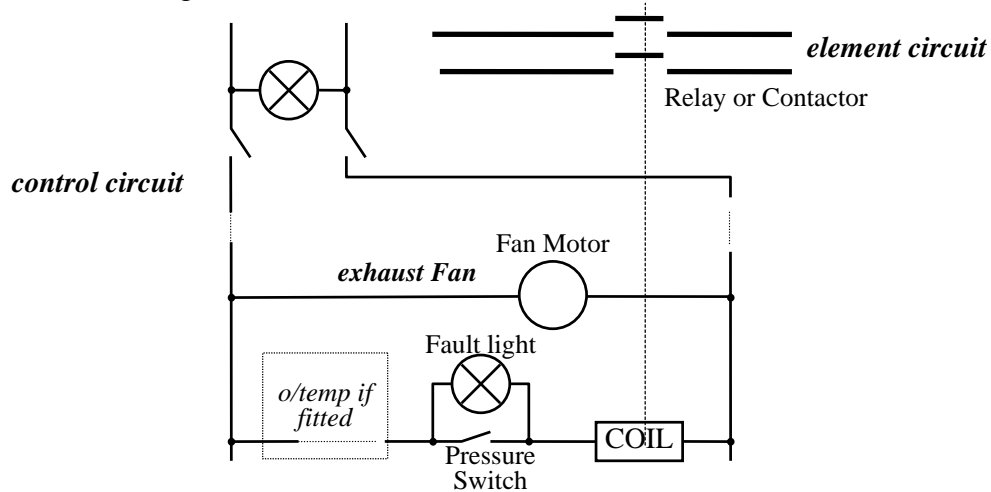 element circuit
Relay or Contactor
control circuit
Fan Motor
exhaust Fan
Fault light
o/temp if
fitted
COIL
Pressure
Switch